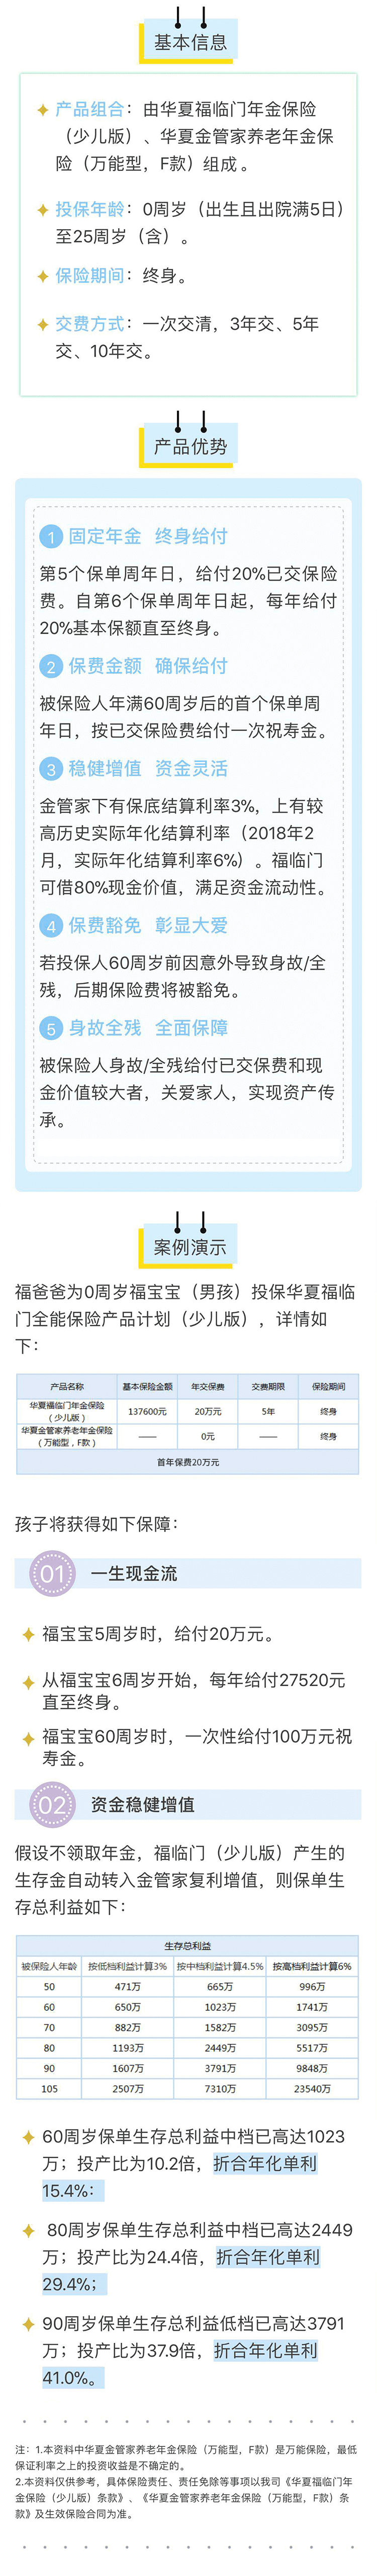 基本信息
产品组合：由华夏福临门年金保险
（少儿版）、华夏金管家养老年金保
险（万能型，F款）组成。
投保年龄：0周岁（出生且出院满5日）
至25周岁（含）。
保险期间：终身。
交费方式：一次交清，3年交、5年
交、10年交。
产品优势
1 固定年金 终身给付
第5个保单周年日，给付20%已交保险
费。自第6个保单周年日起，每年给付
20%基本保额直至终身。
2 保费金额 确保给付
被保险人年满60周岁后的首个保单周
年日，按已交保险费给付一次祝寿金。
3 稳健增值 资金灵活
金管家下有保底结算利率3%，上有较
高历史实际年化结算利率（2018年2
月，实际年化结算利率6%）。福临门
可借80%现金价值，满足资金流动性。
4 保费豁免 彰显大爱
若投保人60周岁前因意外导致身故/全
残，后期保险费将被豁免。
5 身故全残 全面保障
被保险人身故/全残给付已交保费和现
金价值较大者，关爱家人，实现资产传
承。
案例演示
福爸爸为0周岁福宝宝（男孩）投保华夏福临
门全能保险产品计划（少儿版），详情如
下：
产品名称 基本保险金额 年交保费 交费期限 保险期间
华夏福临门年金保险
（少儿版） 137600元 20万元 5年 终身
华夏金管家养老年金保险
（万能型，F款） —— 0元 —— 终身
首年保费20万元
孩子将获得如下保障：
01 一生现金流
福宝宝5周岁时，给付20万元。
从福宝宝6周岁开始，每年给付27520元
直至终身。
福宝宝60周岁时，一次性给付100万元祝
寿金。
02 资金稳健增值
假设不领取年金，福临门（少儿版）产生的
生存金自动转入金管家复利增值，则保单生
存总利益如下：
生存总利益
被保险人年龄 按低档利益计算3% 按中档利益计算4.5% 按高档利益计算6%
50 471万 665万 996万
60 650万 1023万 1741万
70 882万 1582万 3095万
80 1193万 2449万 5517万
90 1607万 3791万 9848万
105 2507万 7310万 23540万
60周岁保单生存总利益中档已高达1023
万；投产比为10.2倍，折合年化单利
15.4%：
80周岁保单生存总利益中档已高达2449
万；投产比为24.4倍，折合年化单利
29.4%；
90周岁保单生存总利益低档已高达3791
万；投产比为37.9倍，折合年化单利
41.0%。
注：1.本资料中华夏金管家养老年金保险（万能型，F款）是万能保险，最低
保证利率之上的投资收益是不确定的。
2.本资料仅供参考，具体保险责任、责任免除等事项以我司《华夏福临门年
金保险（少儿版）条款》、《华夏金管家养老年金保险（万能型，F款）条
款》及生效保险合同为准。